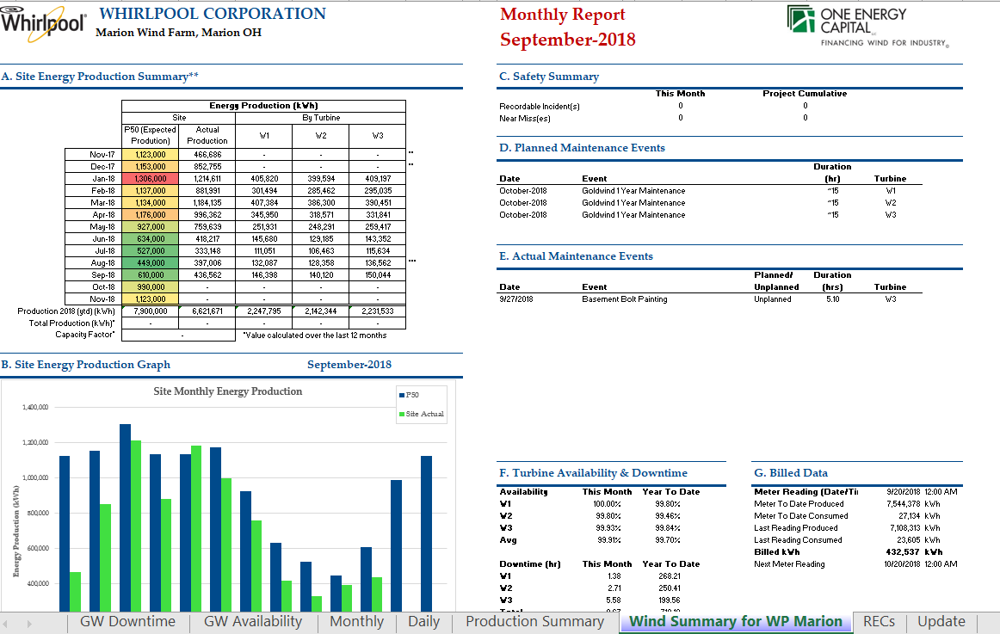 Whirlpool
WHIRLPOOL CORPORATION
Marion Wind Farm, Marion OH
Monthly Report
September-2018
ONE ENERGY
CAPITAL
FINANCING WIND FOR INDUSTRY
A. Site Energy Production Summary**
Energy Production (kWh)
Site By Turbine
P50 (Expected Prodution) Actual Production W1 W2 W3
Nov-17 1,123,000 466,686 - - - **
Dec-17 1,153,000 852,755 - - - **
Jan-18 1,306,000 1,214,611 405,820 399,594 409,197
Feb-18 1,137,000 881,991 301,494 285,462 295,035
Mar-18 1,134,000 1,184,135 407,384 386,300 390,451
Apr-18 1,176,000 996,362 345,950 318,571 331,841
May-18 927,000 759,639 251,931 248,291 259,417
Jun-18 634,000 418,217 145,680 129,185 143,352
Jul-18 527,000 333,148 111,051 106,463 115,634
Aug-18 449,000 397,006 132,087 128,358 136,562 ***
Sep-18 610,000 436,562 146,398 140,120 150,044
Oct-18 990,000 - - - -
Nov-18 1,123,000 - - - -
Production 2018 (ytd) (kWh) 7,900,000 6,621,671 2,247,795 2,142,344 2,231,533
Total Production (kWh)* - - - - -
Capacity Factor* - *Value calculated over the last 12 months
B. Site Energy Production Graph September-2018
Site Monthly Energy Production
P50
Site Actual
Energy Production (kWh)
1,400,000
1,200,000
1,000,000
800,000
600,000
400,000
C. Safety Summary
This Month Project Cumulative
Recordable Incident(s) 0 0
Near Miss(es) 0 0
D. Planned Maintenance Events
Date Event Duration (hr) Turbine
October-2018 Goldwind 1 Year Maintenance ~15 W1
October-2018 Goldwind 1 Year Maintenance ~15 W2
October-2018 Goldwind 1 Year Maintenance ~15 W3
E. Actual Maintenance Events
Date Event Planned/ Unplanned Duration (hrs) Turbine
9/27/2018 Basement Bolt Painting Unplanned 5.10 W3
F. Turbine Availability & Downtime
Availability This Month Year To Date
W1 100.00% 99.80%
W2 99.80% 99.46%
W3 99.93% 99.84%
Avg 99.91% 99.70%
Downtime (hr) This Month Year To Date
W1 1.38 268.21
W2 2.71 250.41
W3 5.58 199.56
G. Billed Data
Meter Reading (Date/Ti 9/20/2018 12:00 AM
Meter To Date Produced 7,544,378 kWh
Meter To Date Consumed 27,134 kWh
Last Reading Produced 7,108,313 kWh
Last Reading Consumed 23,605 kWh
Billed kWh 432,537 kWh
Next Meter Reading 10/20/2018 12:00 AM
GW Downtime GW Availability Monthly Daily Production Summary Wind Summary for WP Marion RECs Update